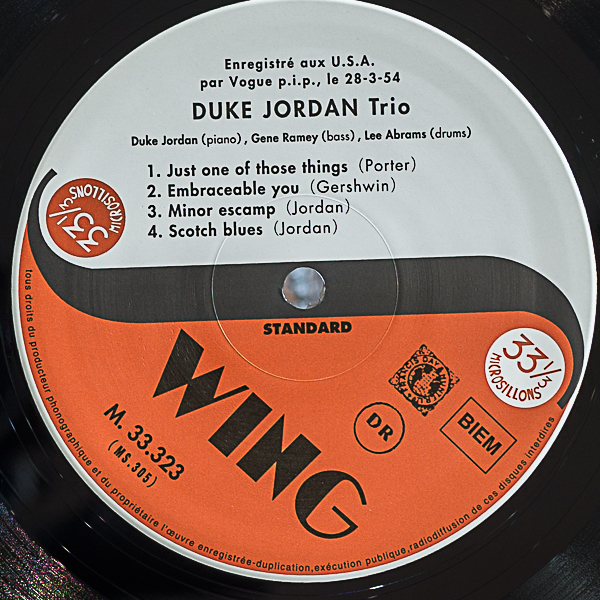 Enregistré aux U.S.A.
par Vogue p.i.p., le 28-3-54
DUKE JORDAN Trio
Duke Jordan (piano), Gene Ramey (bass), Lee Abrams (drums)
1. Just one of those things (Porter)
2. Embraceable you (Gershwin)
3. Minor escamp (Jordan)
4. Scotch blues (Jordan)
33 1/3
MICROSILLONS
STANDARD
WING
33 1/3
MICROSILLONS
DR
BIEM
M. 33.323
(MS.305)
tous droits du producteur phonographique et du propriétaire l'œuvre enregistrée-duplication,exécution publique,radiodiffusion de ces disques interdires